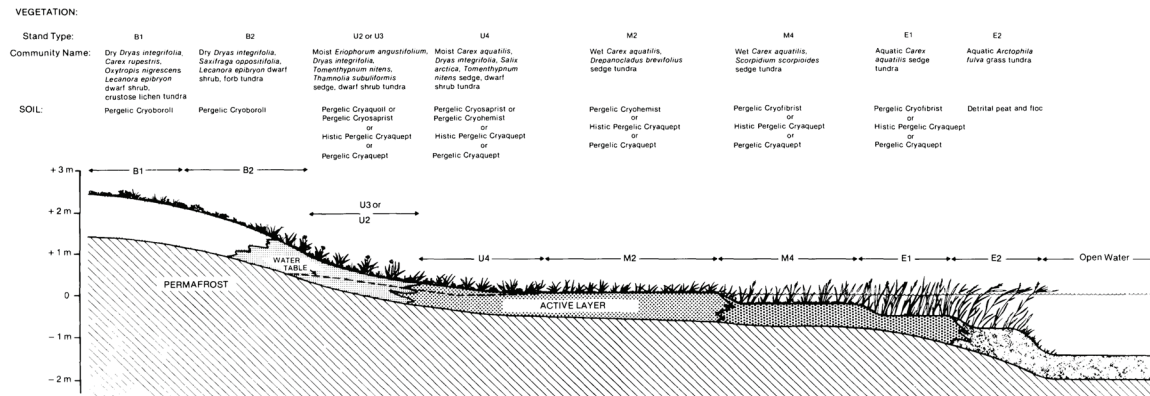 VEGETATION:
Stand Type: B1 B2 U2 or U3 U4 M2 M4 E1 E2
Community Name:
Dry Dryas integrifolia,
Carex rupestris,
Oxytropis nigrescens
Lecanora epibryon
dwarf shrub,
crustose lichen tundra
Dry Dryas integrifolia,
Saxifraga oppositifolia,
Lecanora epibryon dwarf
shrub, forb tundra
Moist Eriophorum angustifolium,
Dryas integrifolia,
Tomenthypnum nitens,
Thamnolia subuliformis
sedge, dwarf shrub tundra
Moist Carex aquatilis,
Dryas integrifolia, Salix
arctica, Tomenthypnum
nitens sedge, dwarf
shrub tundra
Wet Carex aquatilis,
Drepanocladus brevifolius
sedge tundra
Wet Carex aquatilis,
Scorpidium scorpioides
sedge tundra
Aquatic Carex
aquatilis sedge
tundra
Aquatic Arctophila
fulva grass tundra
SOIL:
Pergelic Cryoboroll
Pergelic Cryoboroll
Pergelic Cryaquoll or
Pergelic Cryosaprist
or
Histic Pergelic Cryaquept
or
Pergelic Cryaquept
Pergelic Cryosaprist or
Pergelic Cryohemist
or
Histic Pergelic Cryaquept
or
Pergelic Cryaquept
Pergelic Cryohemist
or
Histic Pergelic Cryaquept
or
Pergelic Cryaquept
Pergelic Cryofibrist
or
Histic Pergelic Cryaquept
or
Pergelic Cryaquept
Pergelic Cryofibrist
or
Histic Pergelic Cryaquept
or
Pergelic Cryaquept
Detrital peat and floc
+3 m
B1
B2
+2 m
U3 or
U2
+1 m
U4
M2
M4
E1
E2
Open Water
WATER
TABLE
PERMAFROST
0
ACTIVE LAYER
-1 m
-2 m